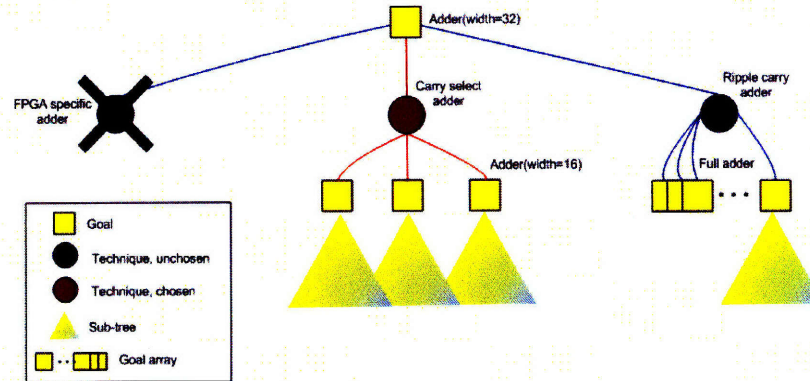 Adder(width=32)
FPGA specific
adder
Carry select
adder
Ripple carry
adder
Adder(width=16)
Full adder
Goal
Technique, unchosen
Technique, chosen
Sub-tree
Goal array